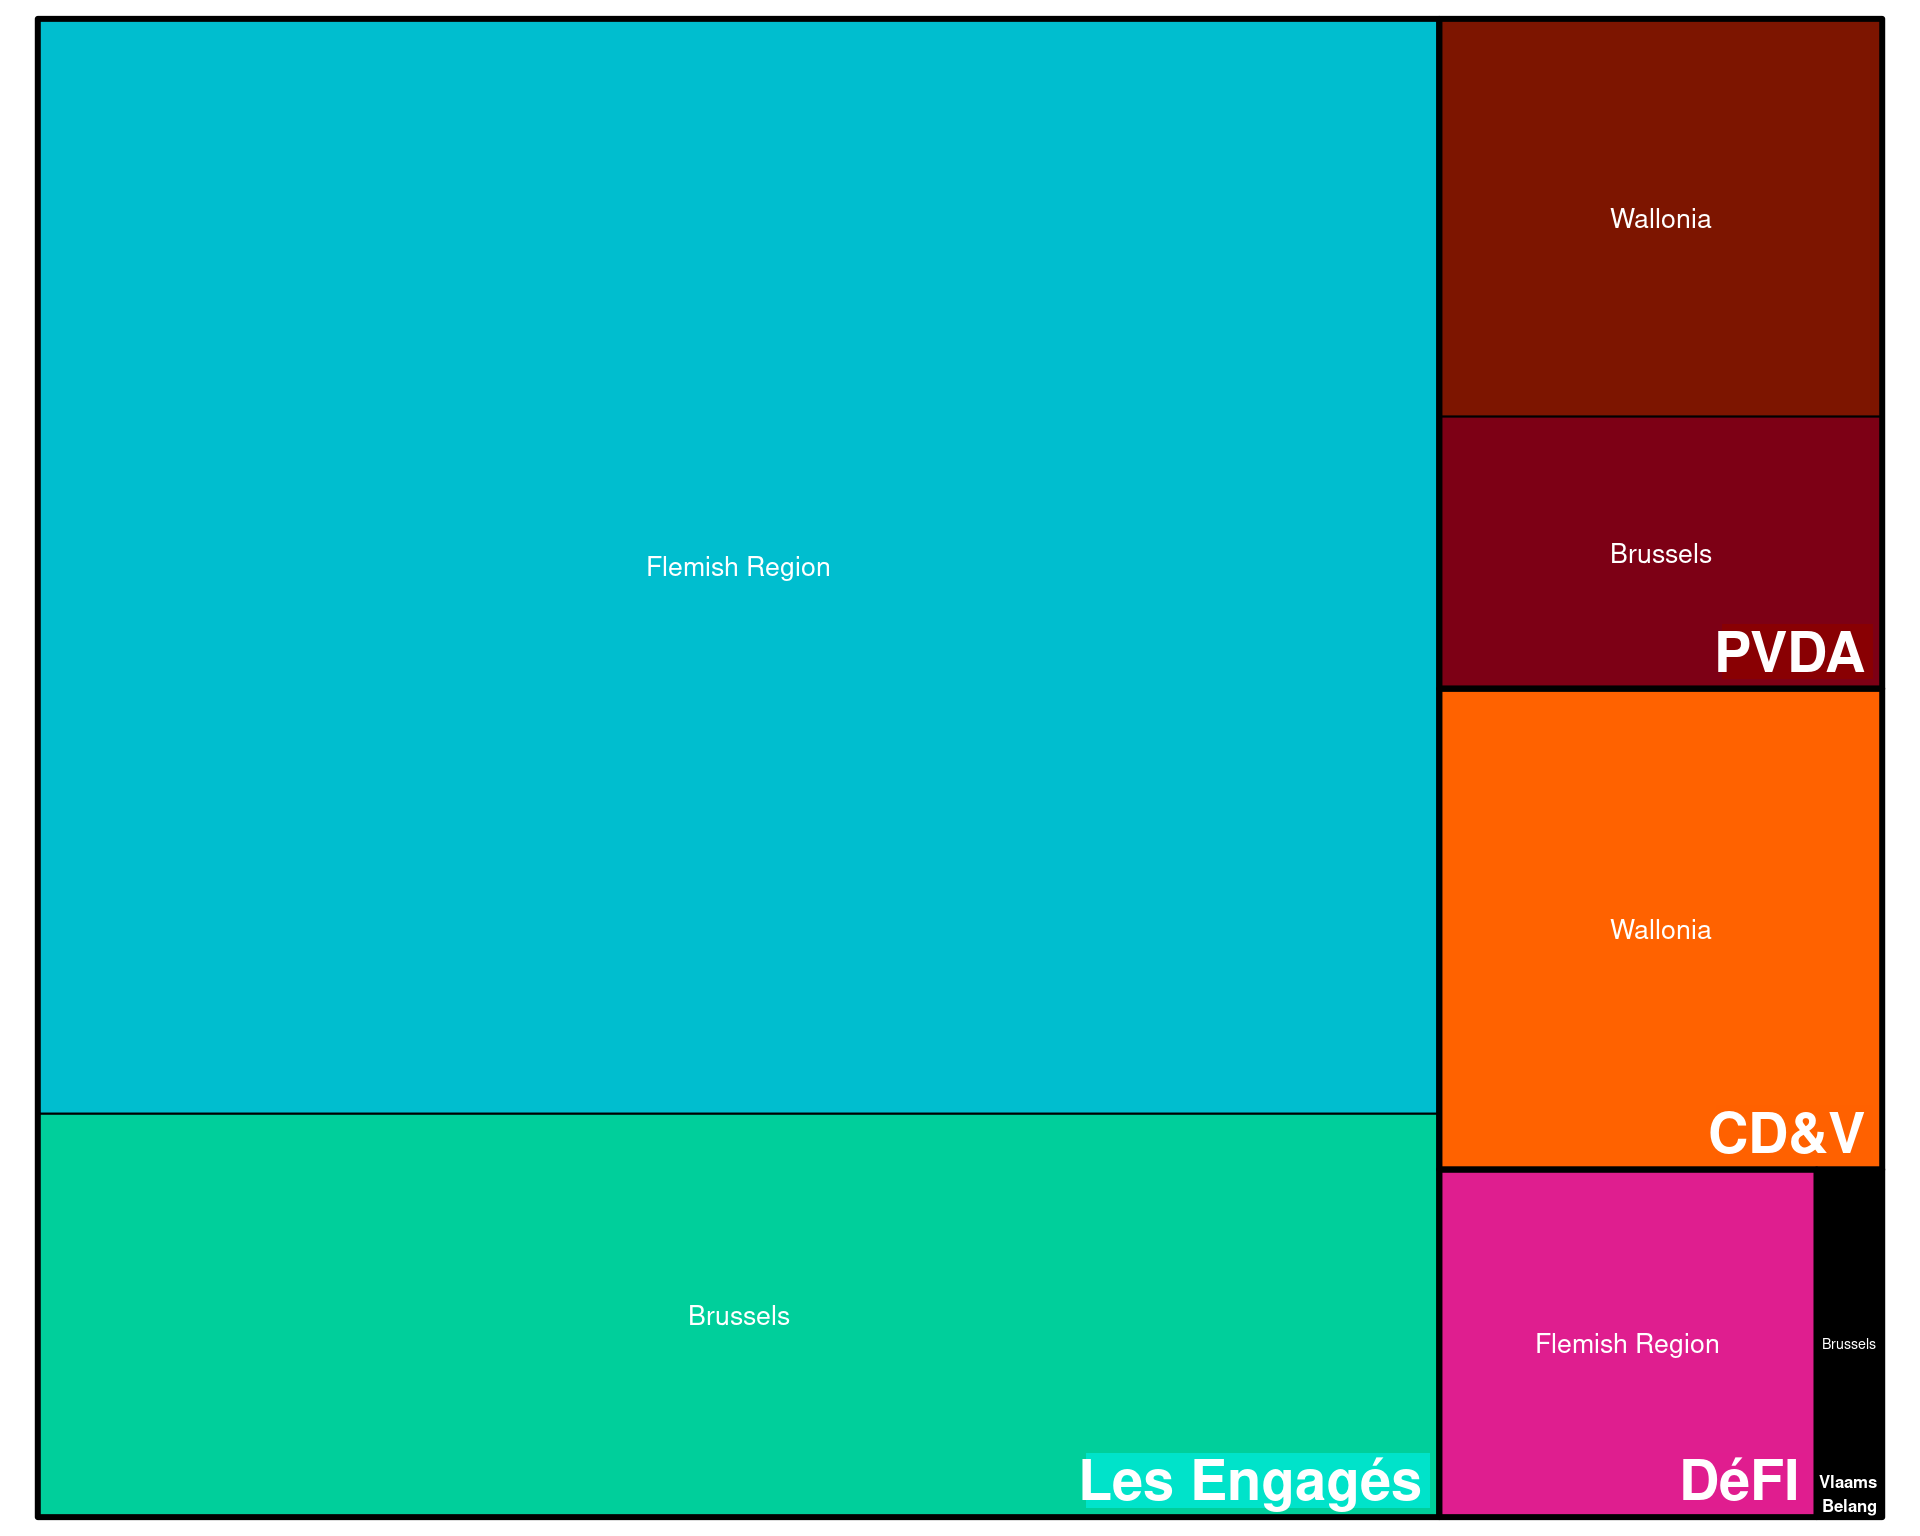 Flemish Region
Brussels
Les Engagés
Wallonia
Brussels
PVDA
Wallonia
CD&V
Flemish Region
DéFI
Brussels
Vlaams
Belang